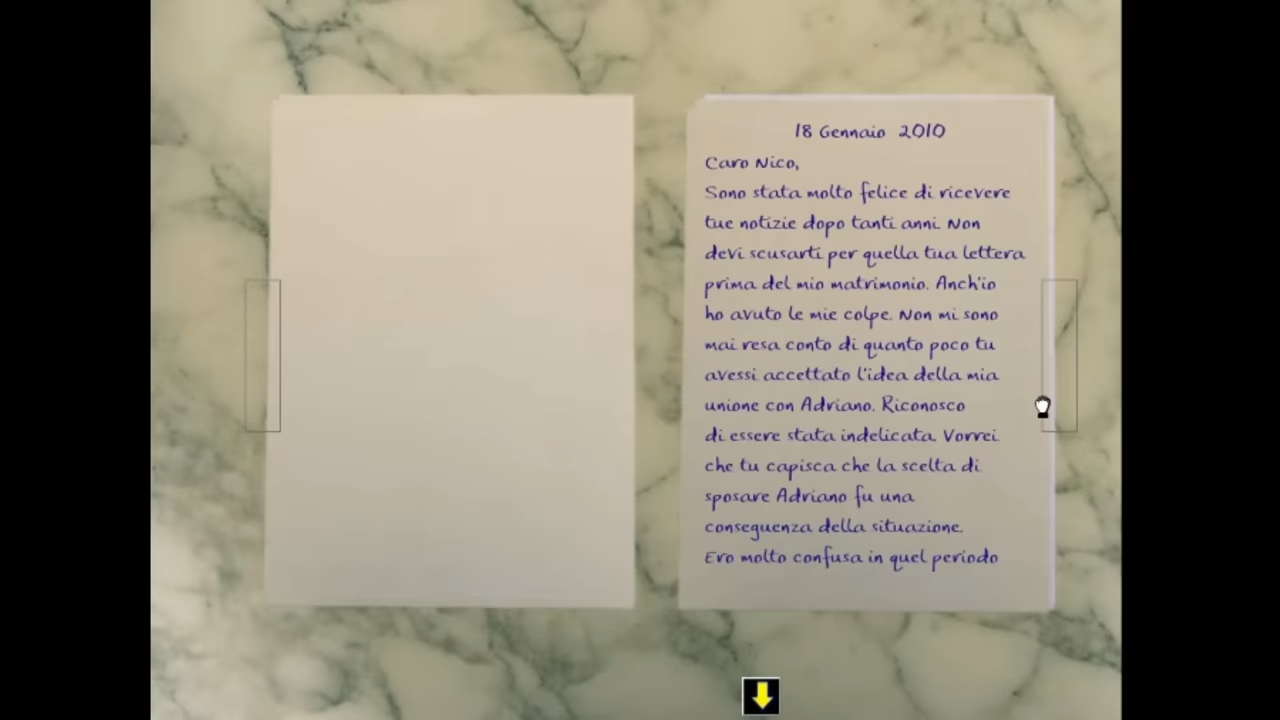 18 Gennaio 2010
Caro Nico,
Sono stata molto felice di ricevere
tue notizie dopo tanti anni. Non
devi scusarti per quella tua lettera
prima del mio matrimonio. Anch'io
ho avuto le mie colpe. Non mi sono
mai resa conto di quanto poco tu
avessi accettato l'idea della mia
unione con Adriano. Riconosco
di essere stata indelicata. Vorrei
che tu capisca che la scelta di
sposare Adriano fu una
conseguenza della situazione.
Ero molto confusa in quel periodo